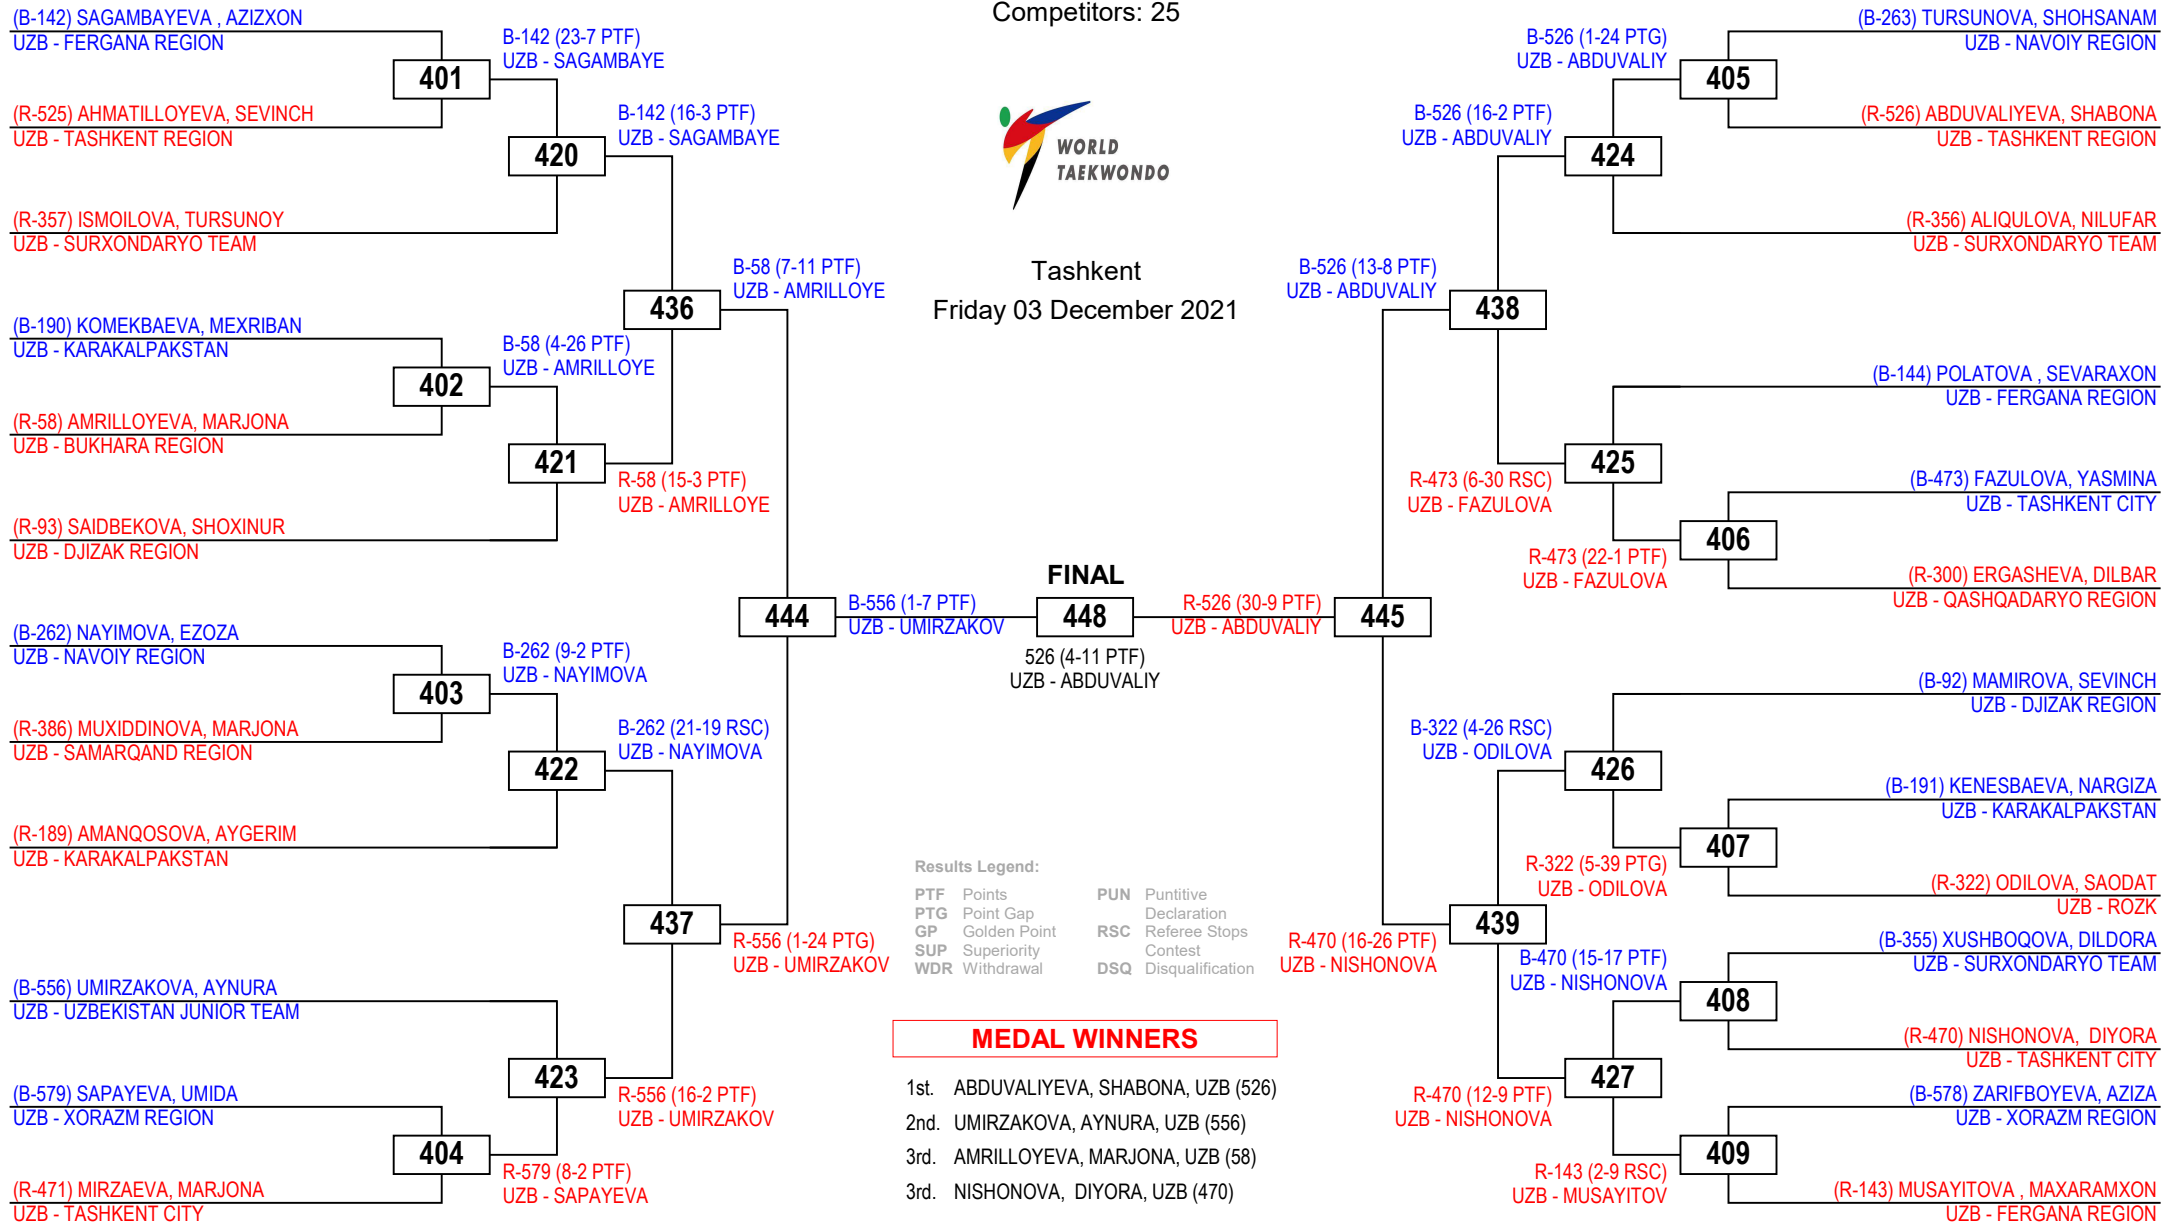 Competitors: 25
WORLD
TAEKWONDO
Tashkent
Friday 03 December 2021
(B-142) SAGAMBAYEVA , AZIZXON
UZB - FERGANA REGION
401
(R-525) AHMATILLOYEVA, SEVINCH
UZB - TASHKENT REGION
B-142 (23-7 PTF)
UZB - SAGAMBAYE
420
(R-357) ISMOILOVA, TURSUNOY
UZB - SURXONDARYO TEAM
B-142 (16-3 PTF)
UZB - SAGAMBAYE
436
B-58 (7-11 PTF)
UZB - AMRILLOYE
(B-190) KOMEKBAEVA, MEXRIBAN
UZB - KARAKALPAKSTAN
402
(R-58) AMRILLOYEVA, MARJONA
UZB - BUKHARA REGION
B-58 (4-26 PTF)
UZB - AMRILLOYE
421
R-58 (15-3 PTF)
UZB - AMRILLOYE
(R-93) SAIDBEKOVA, SHOXINUR
UZB - DJIZAK REGION
444
B-556 (1-7 PTF)
UZB - UMIRZAKOV
(B-262) NAYIMOVA, EZOZA
UZB - NAVOIY REGION
403
(R-386) MUXIDDINOVA, MARJONA
UZB - SAMARQAND REGION
B-262 (9-2 PTF)
UZB - NAYIMOVA
422
B-262 (21-19 RSC)
UZB - NAYIMOVA
(R-189) AMANQOSOVA, AYGERIM
UZB - KARAKALPAKSTAN
437
R-556 (1-24 PTG)
UZB - UMIRZAKOV
(B-556) UMIRZAKOVA, AYNURA
UZB - UZBEKISTAN JUNIOR TEAM
423
R-556 (16-2 PTF)
UZB - UMIRZAKOV
(B-579) SAPAYEVA, UMIDA
UZB - XORAZM REGION
404
R-579 (8-2 PTF)
UZB - SAPAYEVA
(R-471) MIRZAEVA, MARJONA
UZB - TASHKENT CITY
FINAL
448
526 (4-11 PTF)
UZB - ABDUVALIY
(B-263) TURSUNOVA, SHOHSANAM
UZB - NAVOIY REGION
B-526 (1-24 PTG)
UZB - ABDUVALIY
405
(R-526) ABDUVALIYEVA, SHABONA
UZB - TASHKENT REGION
B-526 (16-2 PTF)
UZB - ABDUVALIY
424
(R-356) ALIQULOVA, NILUFAR
UZB - SURXONDARYO TEAM
B-526 (13-8 PTF)
UZB - ABDUVALIY
438
(B-144) POLATOVA , SEVARAXON
UZB - FERGANA REGION
425
R-473 (6-30 RSC)
UZB - FAZULOVA
(B-473) FAZULOVA, YASMINA
UZB - TASHKENT CITY
406
R-473 (22-1 PTF)
UZB - FAZULOVA
(R-300) ERGASHEVA, DILBAR
UZB - QASHQADARYO REGION
R-526 (30-9 PTF)
UZB - ABDUVALIY
445
(B-92) MAMIROVA, SEVINCH
UZB - DJIZAK REGION
B-322 (4-26 RSC)
UZB - ODILOVA
426
(B-191) KENESBAEVA, NARGIZA
UZB - KARAKALPAKSTAN
407
R-322 (5-39 PTG)
UZB - ODILOVA
(R-322) ODILOVA, SAODAT
UZB - ROZK
439
R-470 (16-26 PTF)
UZB - NISHONOVA
(B-355) XUSHBOQOVA, DILDORA
UZB - SURXONDARYO TEAM
B-470 (15-17 PTF)
UZB - NISHONOVA
408
(R-470) NISHONOVA,  DIYORA
UZB - TASHKENT CITY
427
R-470 (12-9 PTF)
UZB - NISHONOVA
(B-578) ZARIFBOYEVA, AZIZA
UZB - XORAZM REGION
409
R-143 (2-9 RSC)
UZB - MUSAYITOV
(R-143) MUSAYITOVA , MAXARAMXON
UZB - FERGANA REGION
Results Legend:
PTF Points
PTG Point Gap
GP Golden Point
SUP Superiority
WDR Withdrawal
PUN Puntitive
Declaration
RSC Referee Stops
Contest
DSQ Disqualification
MEDAL WINNERS
1st. ABDUVALIYEVA, SHABONA, UZB (526)
2nd. UMIRZAKOVA, AYNURA, UZB (556)
3rd. AMRILLOYEVA, MARJONA, UZB (58)
3rd. NISHONOVA,  DIYORA, UZB (470)